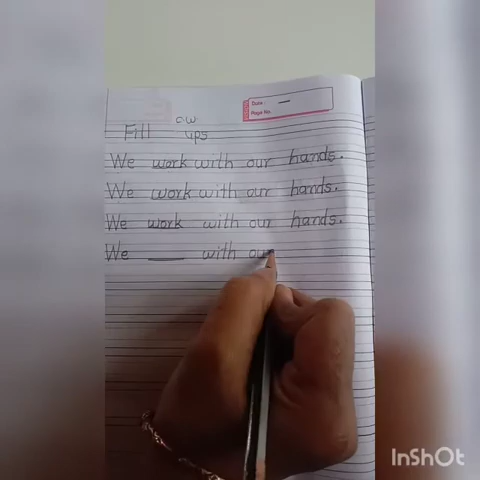 c.w
Date :
Page No.
Fill ups
We work with our hands.
We work with our hands.
We work with our hands.
We ___ with our
InShOt